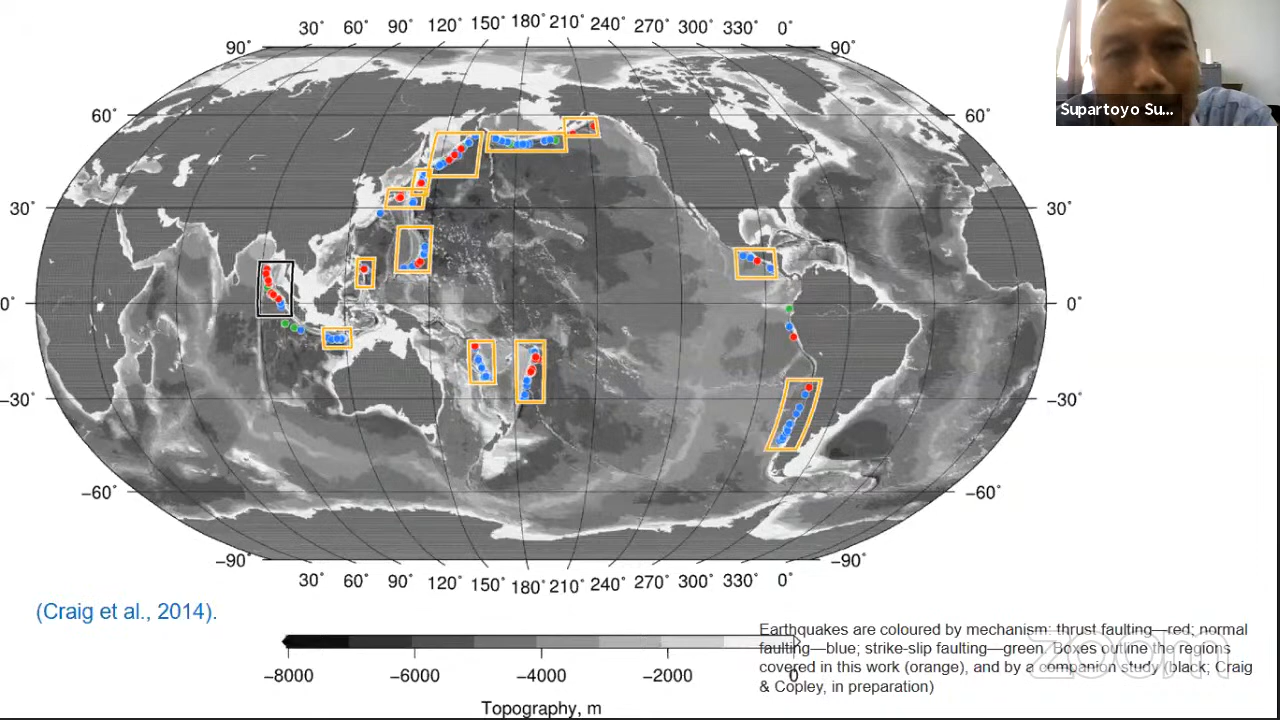 30° 60° 90° 120° 150° 180° 210° 240° 270° 300° 330° 0°
90° 90°
Supartoyo Su...
60° 60°
30° 30°
0° 0°
−30° −30°
−60° −60°
−90° −90°
30° 60° 90° 120° 150° 180° 210° 240° 270° 300° 330° 0°
(Craig et al., 2014).
Earthquakes are coloured by mechanism: thrust faulting—red; normal
faulting—blue; strike-slip faulting—green. Boxes outline the regions
covered in this work (orange), and by a companion study (black; Craig
& Copley, in preparation)
zoom
−8000 −6000 −4000 −2000 0
Topography, m